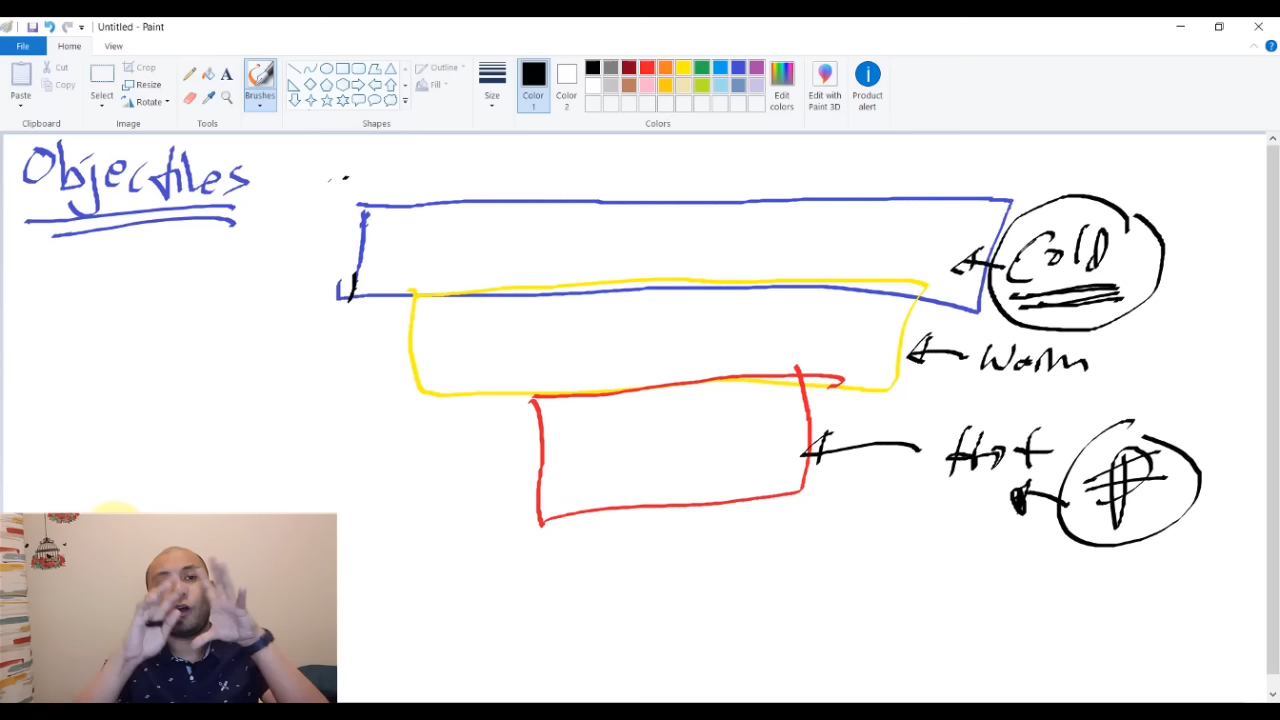 Untitled - Paint
File Home View
Paste
Cut
Copy
Clipboard
Select
Crop
Resize
Rotate
Image
Tools
Brushes
Shapes
Outline
Fill
Size
Color 1
Color 2
Edit colors
Colors
Edit with Paint 3D
Product alert
Objectiles
Cold
Warm
Hot